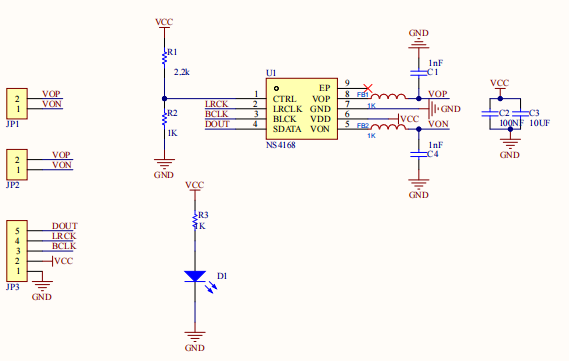 VCC
R1
2.2k
R2
1K
GND
U1
1 CTRL
2 LRCLK
3 BLCK
4 SDATA
EP 9
VOP 8
GND 7
VDD 6
VON 5
NS4168
LRCK
BCLK
DOUT
FB1
1K
FB2
1K
VCC
GND
GND
1nF
C1
VOP
VON
1nF
C4
GND
VCC
C2
100NF
C3
10UF
GND
2 VOP
1 VON
JP1
2 VOP
1 VON
JP2
5 DOUT
4 LRCK
3 BCLK
2 VCC
1
JP3
GND
VCC
R3
1K
D1
GND